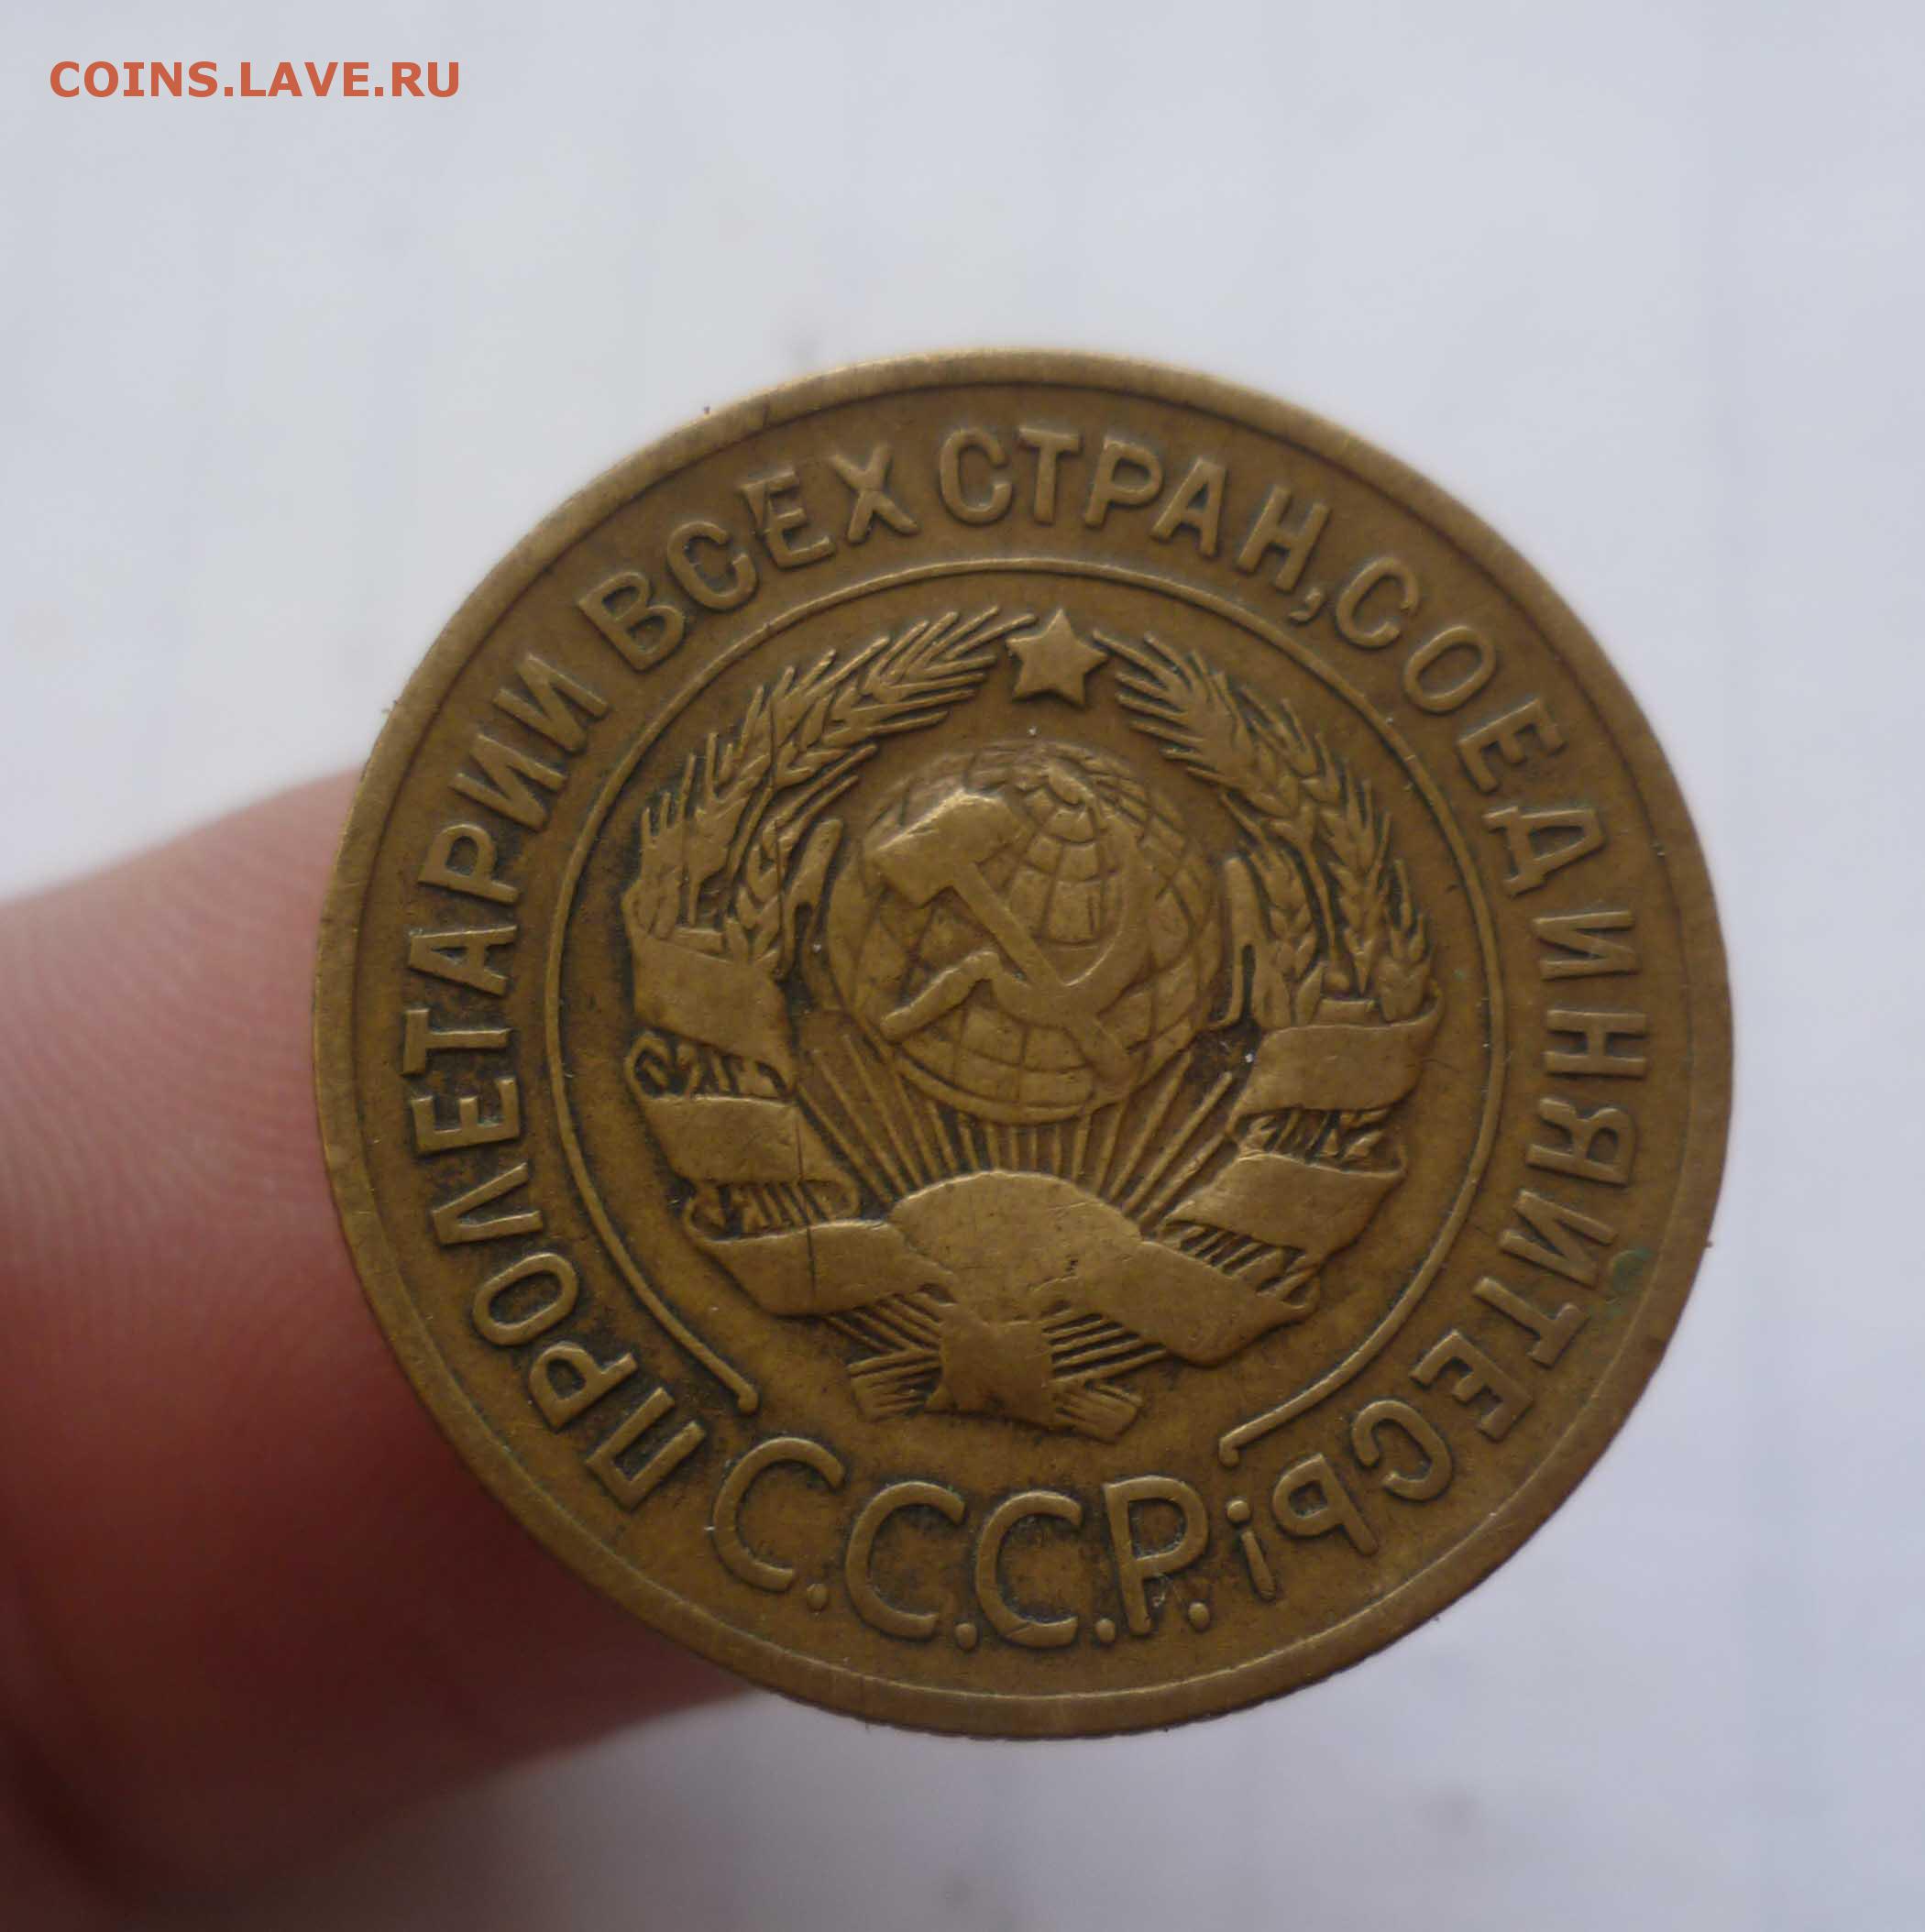 COINS.LAVE.RU
ПРОЛЕТАРИИ ВСЕХ СТРАН, СОЕДИНЯЙТЕСЬ!
С.С.С.Р.